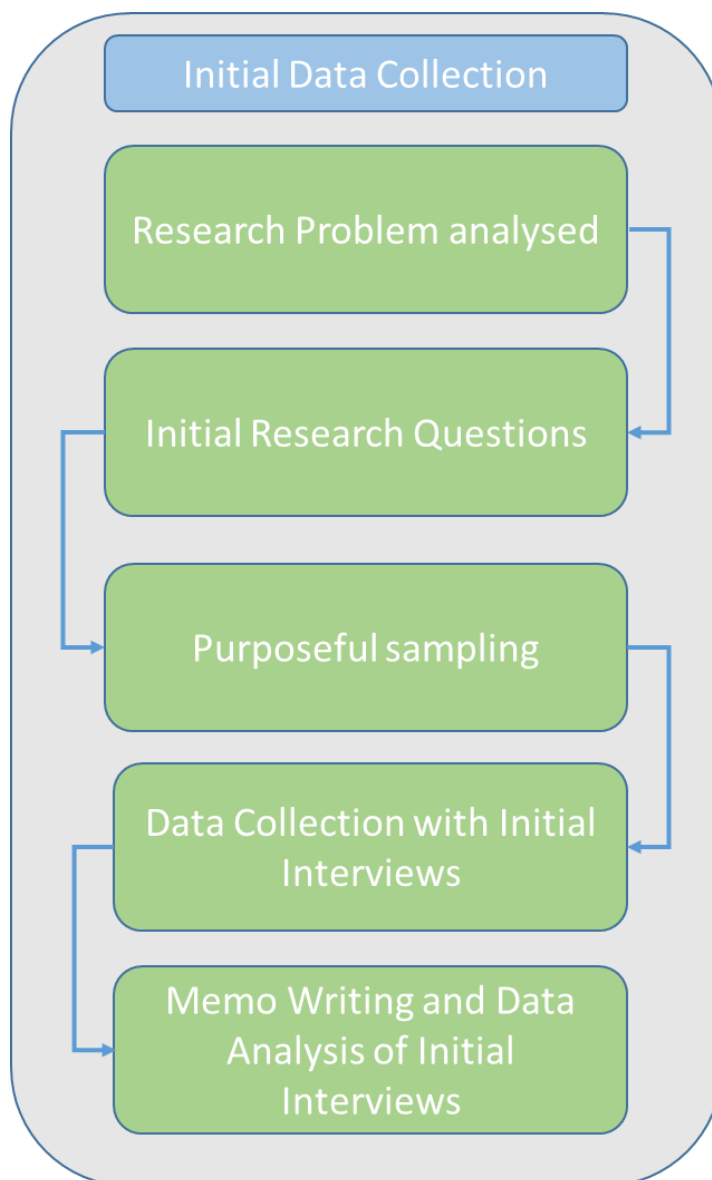 Initial Data Collection
Research Problem analysed
Initial Research Questions
Purposeful sampling
Data Collection with Initial
Interviews
Memo Writing and Data
Analysis of Initial
Interviews